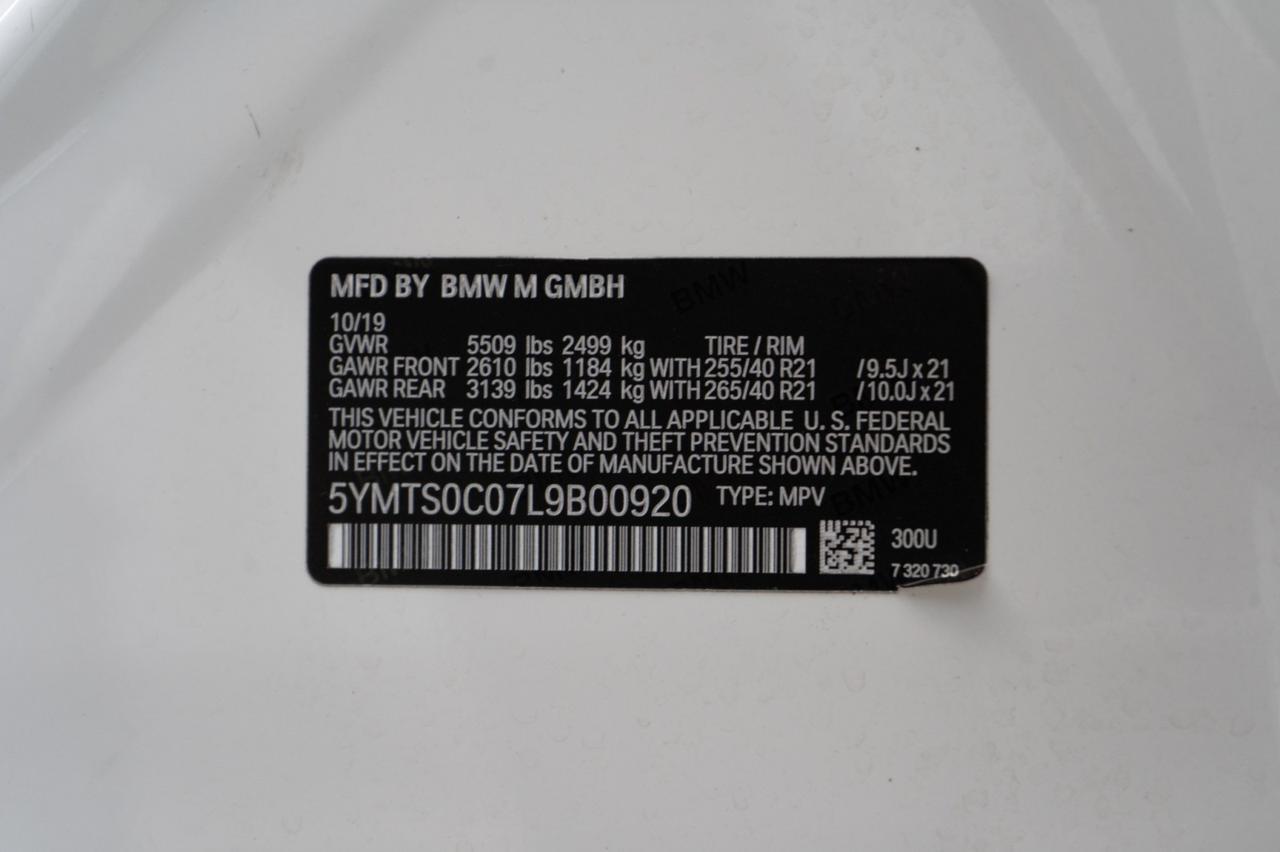 MFD BY BMW M GMBH
10/19
GVWR 5509 lbs 2499 kg TIRE / RIM
GAWR FRONT 2610 lbs 1184 kg WITH 255/40 R21 /9.5J x 21
GAWR REAR 3139 lbs 1424 kg WITH 265/40 R21 /10.0J x 21
THIS VEHICLE CONFORMS TO ALL APPLICABLE U. S. FEDERAL
MOTOR VEHICLE SAFETY AND THEFT PREVENTION STANDARDS
IN EFFECT ON THE DATE OF MANUFACTURE SHOWN ABOVE.
5YMTS0C07L9B00920 TYPE: MPV
300U
7 320 730